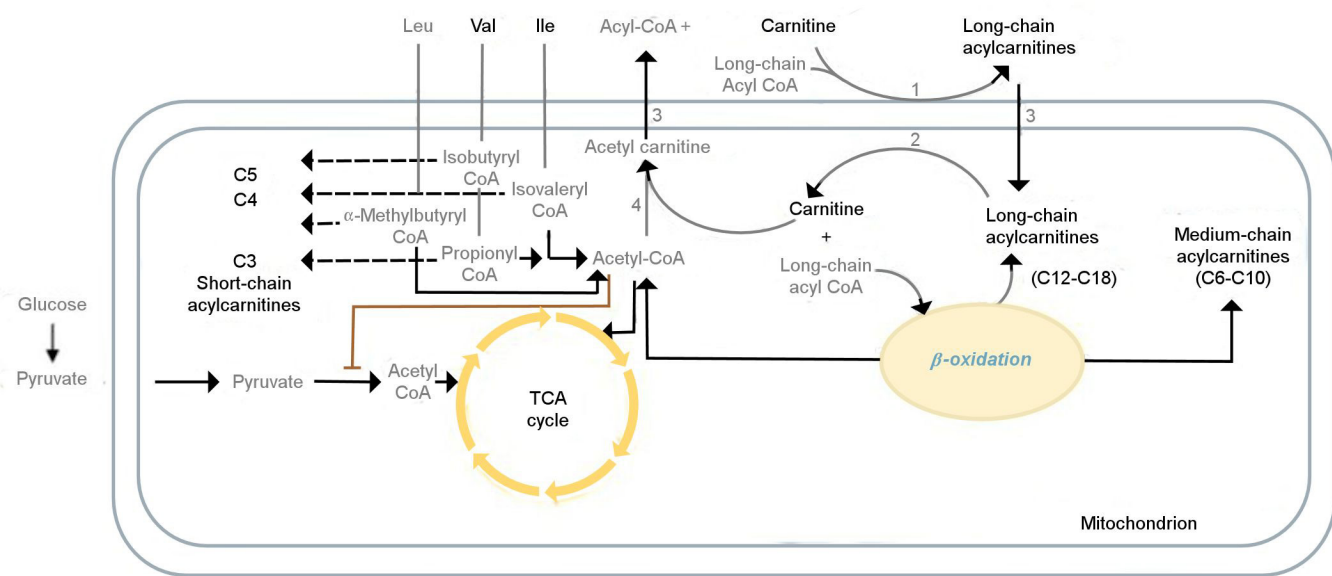 Leu
Val
Ile
Acyl-CoA +
Carnitine
Long-chain
acylcarnitines
Long-chain
Acyl CoA
1
3
3
Acetyl carnitine
2
Isobutyryl
CoA
C5
C4
Isovaleryl
CoA
4
α-Methylbutyryl
CoA
Carnitine
+
Long-chain
acylcarnitines
(C12-C18)
Medium-chain
acylcarnitines
(C6-C10)
C3
Short-chain
acylcarnitines
Propionyl
CoA
Acetyl-CoA
Long-chain
acyl CoA
Glucose
Pyruvate
Pyruvate
Acetyl
CoA
TCA
cycle
β-oxidation
Mitochondrion